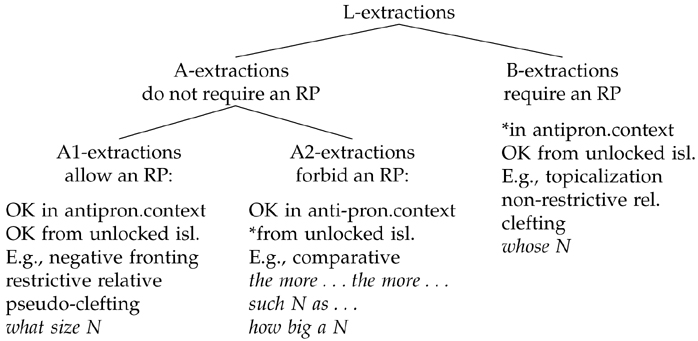 L-extractions
A-extractions
do not require an RP
B-extractions
require an RP
*in antipron.context
OK from unlocked isl.
E.g., topicalization
non-restrictive rel.
clefting
whose N
A1-extractions
allow an RP:
OK in antipron.context
OK from unlocked isl.
E.g., negative fronting
restrictive relative
pseudo-clefting
what size N
A2-extractions
forbid an RP:
OK in anti-pron.context
*from unlocked isl.
E.g., comparative
the more . . . the more . . .
such N as . . .
how big a N